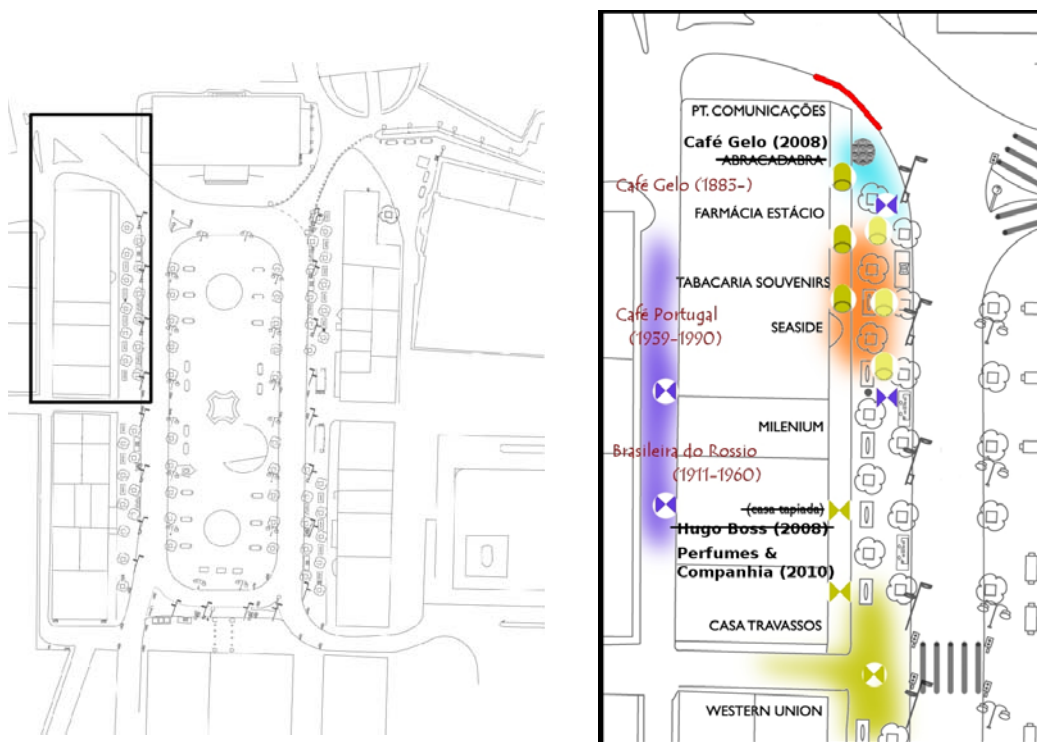 PT. COMUNICAÇÕES
Café Gelo (2008)
ABRACADABRA
Café Gelo (1883-)
FARMÁCIA ESTÁCIO
TABACARIA SOUVENIRS
Café Portugal
SEASIDE
(1939-1990)
MILENIUM
Brasileira do Rossio
(1911-1960)
(casa tapiada)
Hugo Boss (2008)
Perfumes &
Companhia (2010)
CASA TRAVASSOS
WESTERN UNION